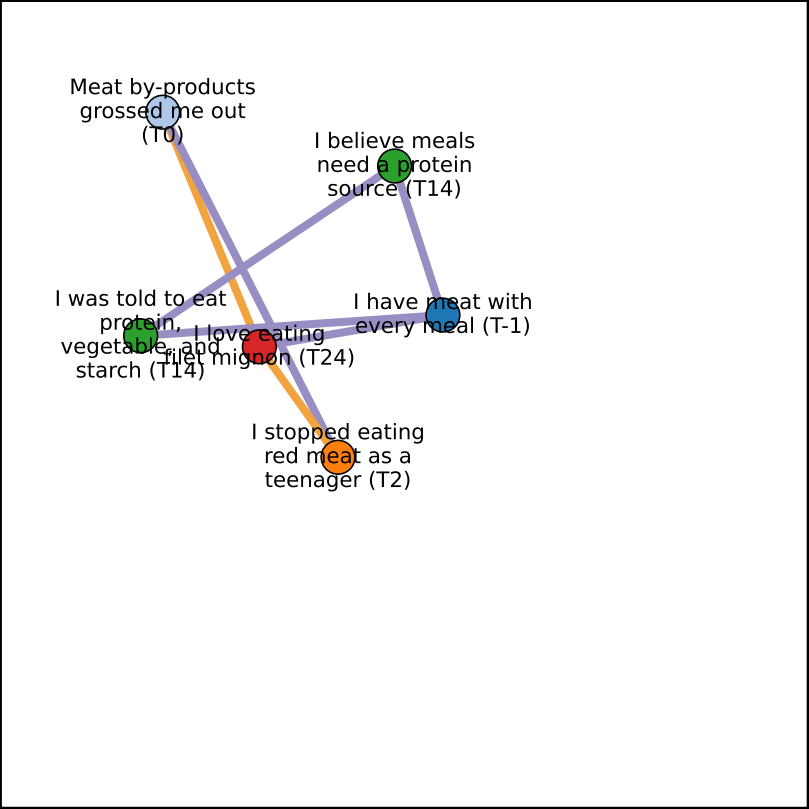 Meat by-products
grossed me out
(T0)
I believe meals
need a protein
source (T14)
I was told to eat
protein,
vegetable, and
starch (T14)
I love eating
filet mignon (T24)
I have meat with
every meal (T-1)
I stopped eating
red meat as a
teenager (T2)